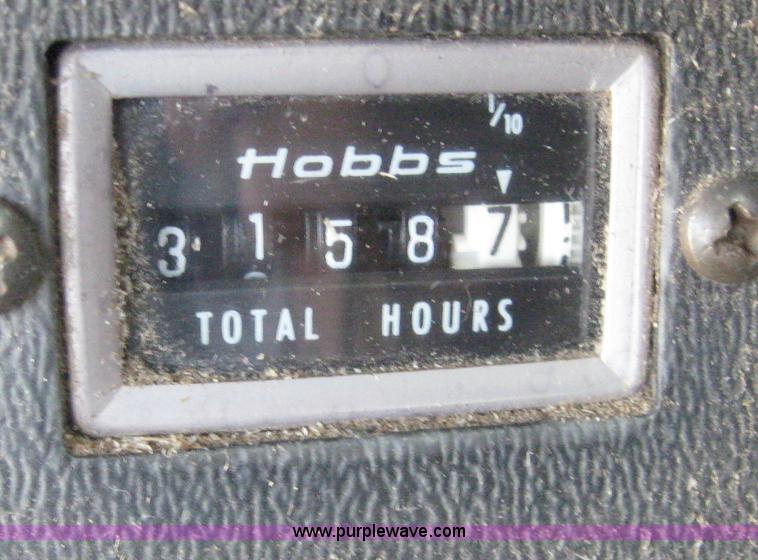 1/10
Hobbs
3 1 5 8 7
TOTAL HOURS
www.purplewave.com